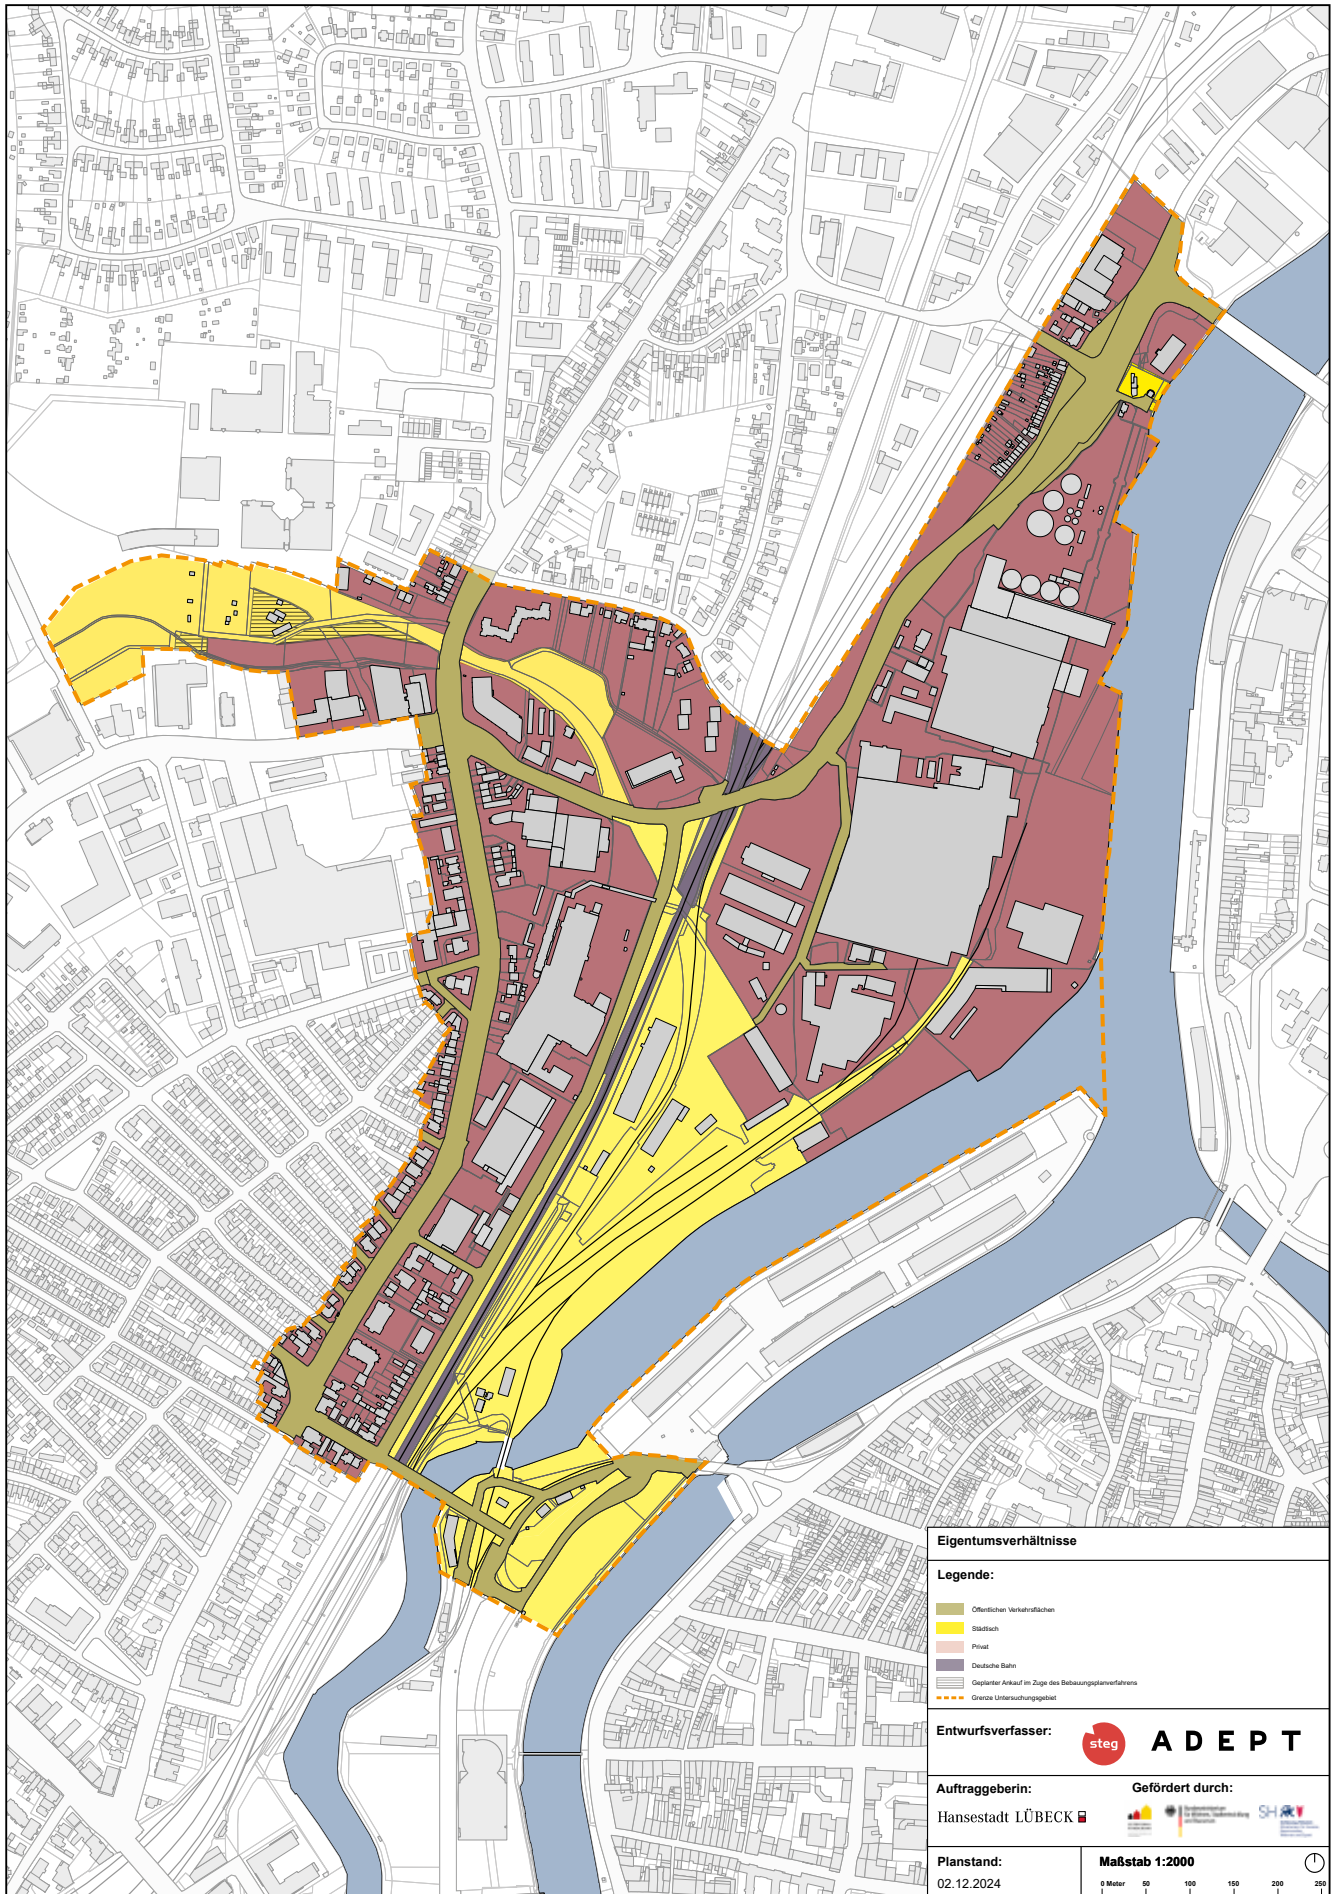 Eigentumsverhältnisse
Legende:
Öffentlichen Verkehrsflächen
Städtisch
Privat
Deutsche Bahn
Geplanter Ankauf im Zuge des Bebauungsplanverfahrens
Grenze Untersuchungsgebiet
Entwurfsverfasser:
steg
ADEPT
Auftraggeberin:
Gefördert durch:
Hansestadt LÜBECK
SH
Planstand:
Maßstab 1:2000
02.12.2024
0 Meter 50 100 150 200 250